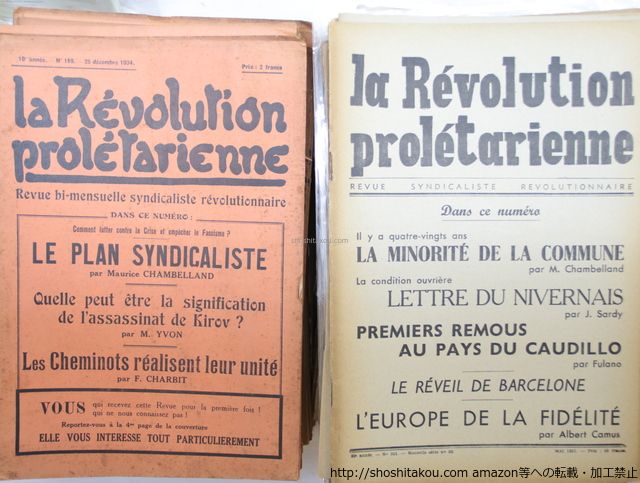 10e année. N° 189. 25 décembre 1934. Prix : 2 francs
la Révolution
prolétarienne
Revue bi-mensuelle syndicaliste révolutionnaire
DANS CE NUMÉRO :
Comment lutter contre la Crise et empêcher le Fascisme ?
LE PLAN SYNDICALISTE
par Maurice CHAMBELLAND
Quelle peut être la signification
de l'assassinat de Kirov ?
par M. YVON
Les Cheminots réalisent leur unité
par F. CHARBIT
VOUS qui recevez cette Revue pour la première fois !
qui ne nous connaissez pas !
Reportez-vous à la 4me page de la couverture
ELLE VOUS INTERESSE TOUT PARTICULIEREMENT
la Révolution
prolétarienne
REVUE SYNDICALISTE REVOLUTIONNAIRE
Dans ce numéro
Il y a quatre-vingts ans
LA MINORITÉ DE LA COMMUNE
par M. Chambelland
La condition ouvrière
LETTRE DU NIVERNAIS
par J. Sardy
PREMIERS REMOUS
AU PAYS DU CAUDILLO
par Fulano
LE RÉVEIL DE BARCELONE
L'EUROPE DE LA FIDÉLITÉ
par Albert Camus
shoshitakou.com
http://shoshitakou.com amazon等への転載・加工禁止